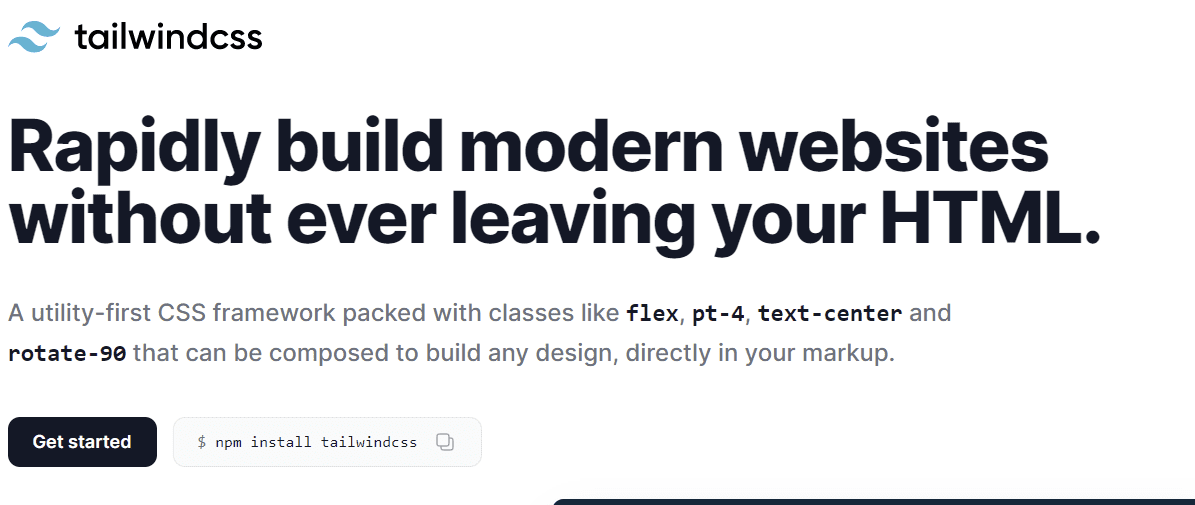 tailwindcss
Rapidly build modern websites
without ever leaving your HTML.
A utility-first CSS framework packed with classes like flex, pt-4, text-center and
rotate-90 that can be composed to build any design, directly in your markup.
Get started
$ npm install tailwindcss